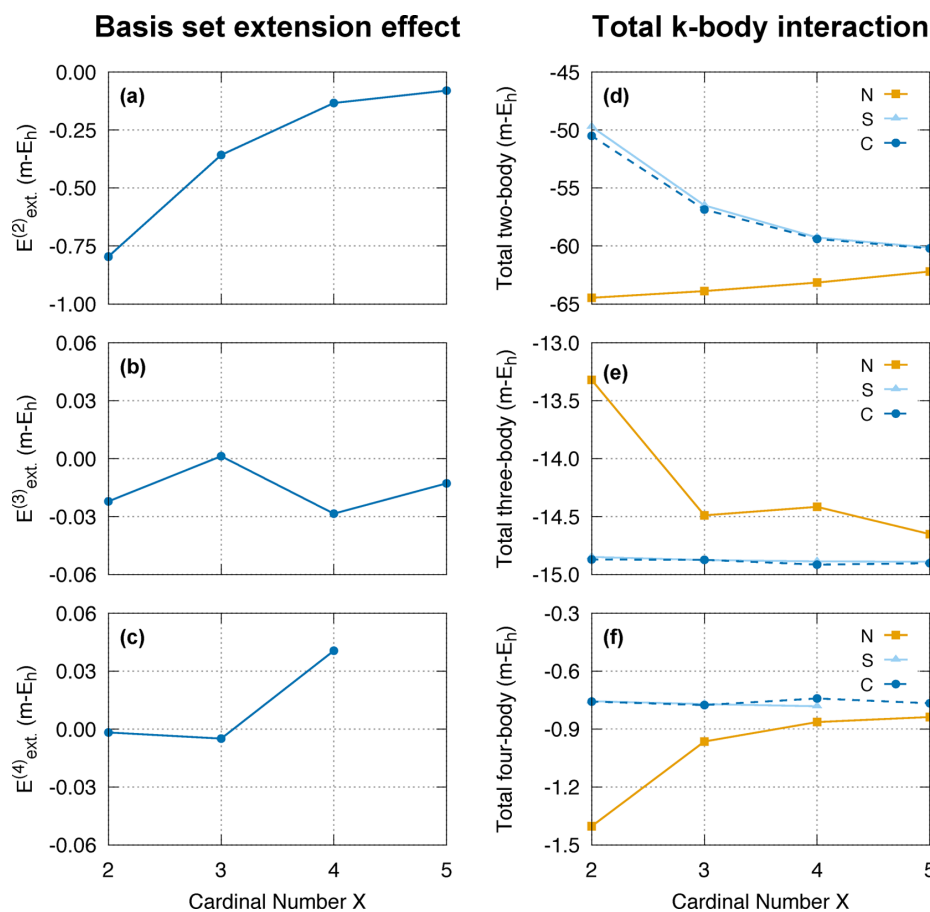 Basis set extension effect
Total k-body interaction
(a)
E(2)ext. (m-Eh)
0.00
-0.25
-0.50
-0.75
-1.00
(d)
Total two-body (m-Eh)
-45
-50
-55
-60
-65
N
S
C
(b)
E(3)ext. (m-Eh)
0.06
0.03
0.00
-0.03
-0.06
(e)
Total three-body (m-Eh)
-13.0
-13.5
-14.0
-14.5
-15.0
N
S
C
(c)
E(4)ext. (m-Eh)
0.06
0.03
0.00
-0.03
-0.06
2 3 4 5
Cardinal Number X
(f)
Total four-body (m-Eh)
-0.3
-0.6
-0.9
-1.2
-1.5
N
S
C
2 3 4 5
Cardinal Number X